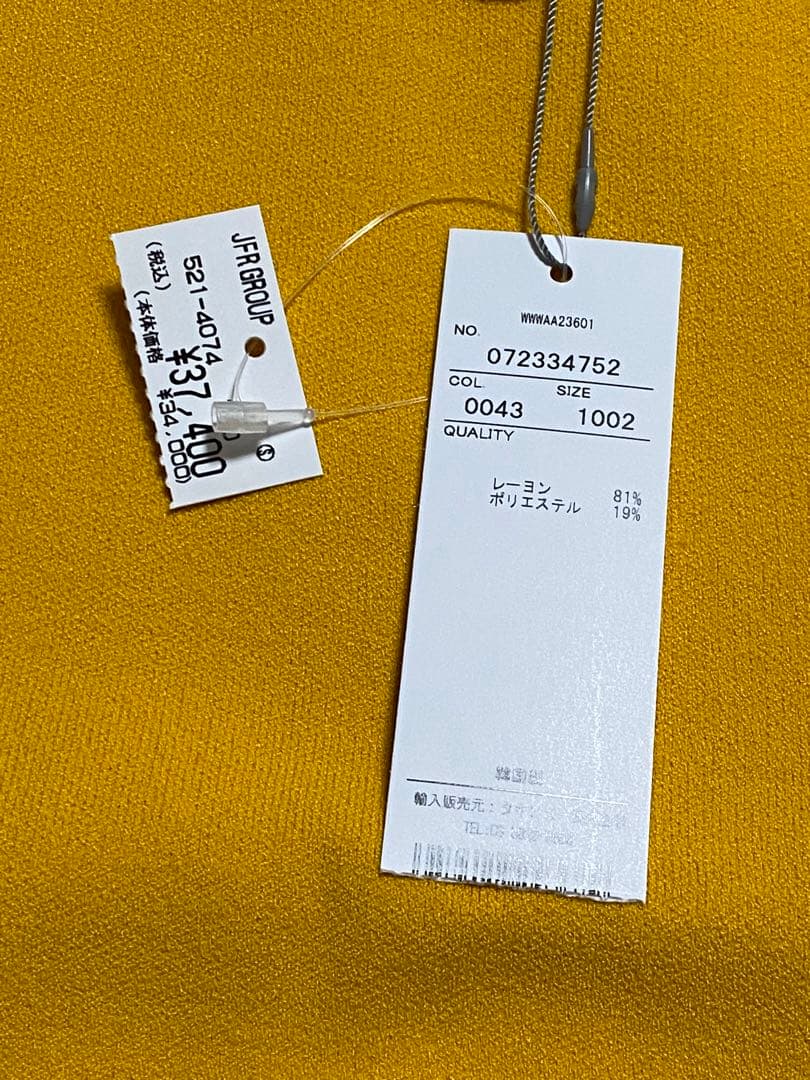 JFR GROUP
521-4074
¥37,400
(税込)
(本体価格 ¥34,000)
WWWAA23601
NO.
072334752
COL. SIZE
0043 1002
QUALITY
レーヨン 81%
ポリエステル 19%
韓国製
輸入販売元:
TEL:03